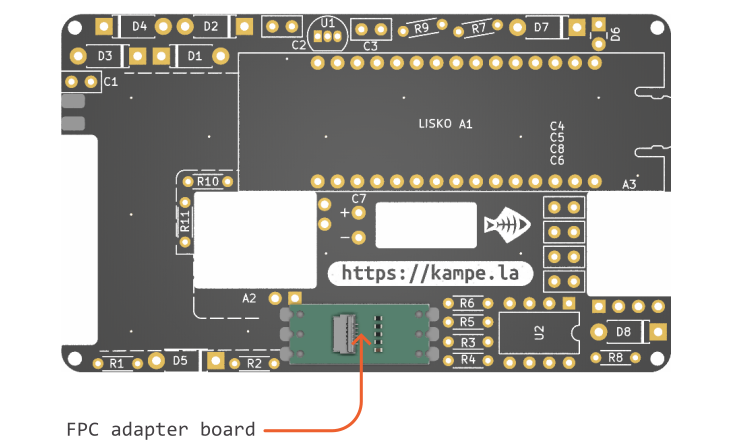 D4
D2
U1
C2
C3
R9
R7
D7
D6
D3
D1
C1
LISKO A1
C4
C5
C8
C6
R10
A3
R11
C7
+
−
https://kampe.la
A2
R6
R5
R3
R4
U2
D8
R8
R1
D5
R2
FPC adapter board